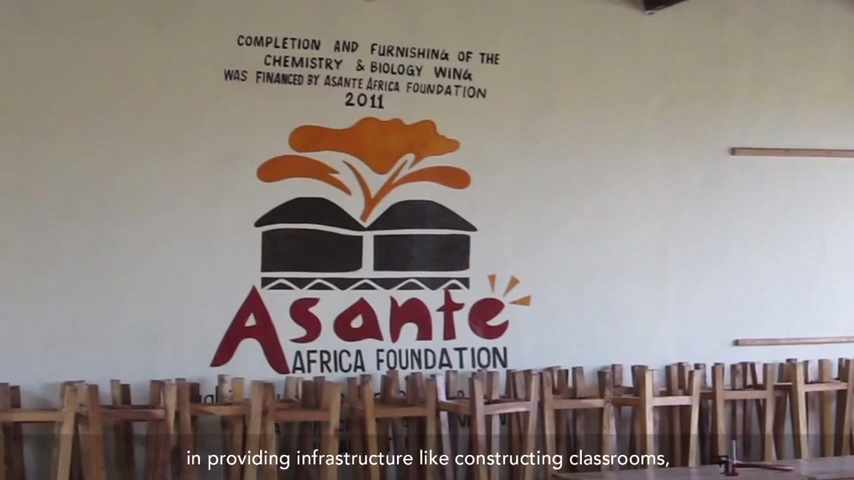 COMPLETION AND FURNISHING OF THE
CHEMISTRY & BIOLOGY WING
WAS FINANCED BY ASANTE AFRICA FOUNDATION
2011
Asante
AFRICA FOUNDATION
in providing infrastructure like constructing classrooms,